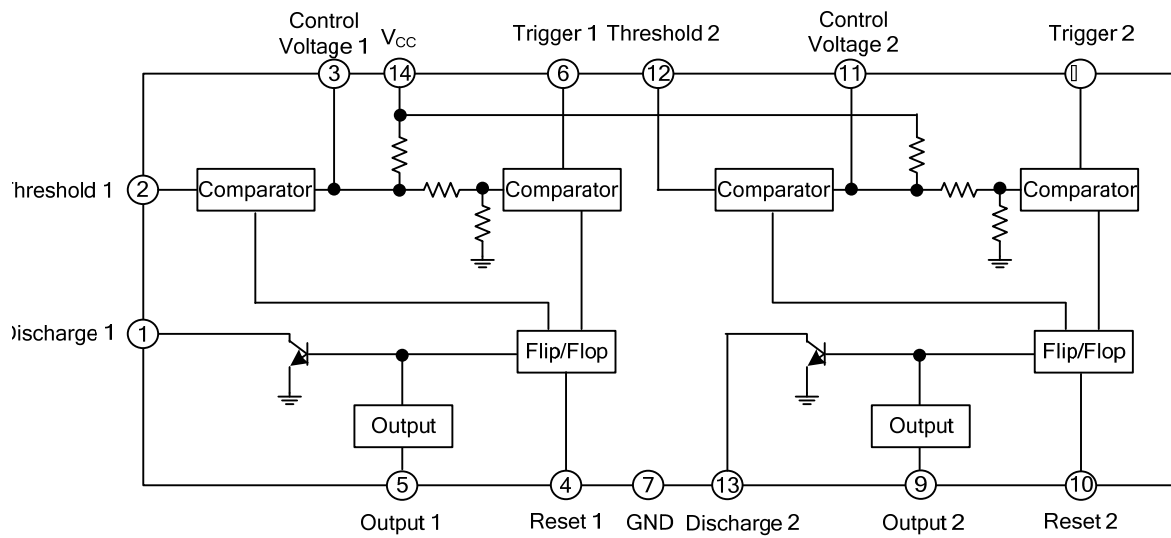 Control
Voltage 1
VCC
Trigger 1
Threshold 2
Control
Voltage 2
Trigger 2
3
14
6
12
11
hreshold 1
2
Comparator
Comparator
Comparator
Comparator
ischarge 1
1
Flip/Flop
Flip/Flop
Output
Output
5
4
7
13
9
10
Output 1
Reset 1
GND
Discharge 2
Output 2
Reset 2